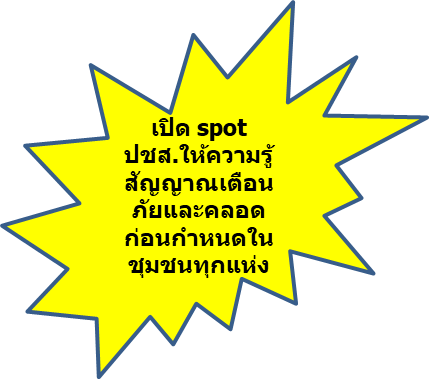 เปิด spot
ปชส.ให้ความรู้
สัญญาณเตือน
ภัยและคลอด
ก่อนกำหนดใน
ชุมชนทุกแห่ง